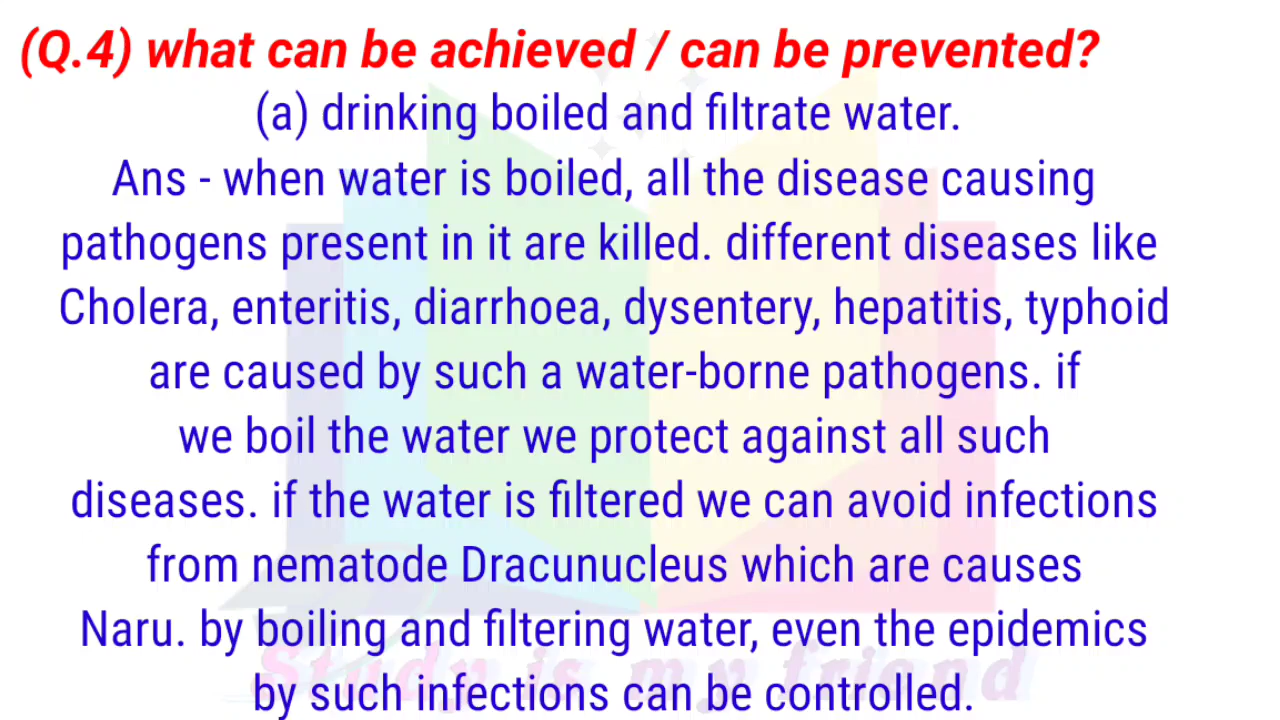 (Q.4) what can be achieved / can be prevented?
(a) drinking boiled and filtrate water.
Ans - when water is boiled, all the disease causing
pathogens present in it are killed. different diseases like
Cholera, enteritis, diarrhoea, dysentery, hepatitis, typhoid
are caused by such a water-borne pathogens. if
we boil the water we protect against all such
diseases. if the water is filtered we can avoid infections
from nematode Dracunucleus which are causes
Naru. by boiling and filtering water, even the epidemics
Study is my friend
by such infections can be controlled.